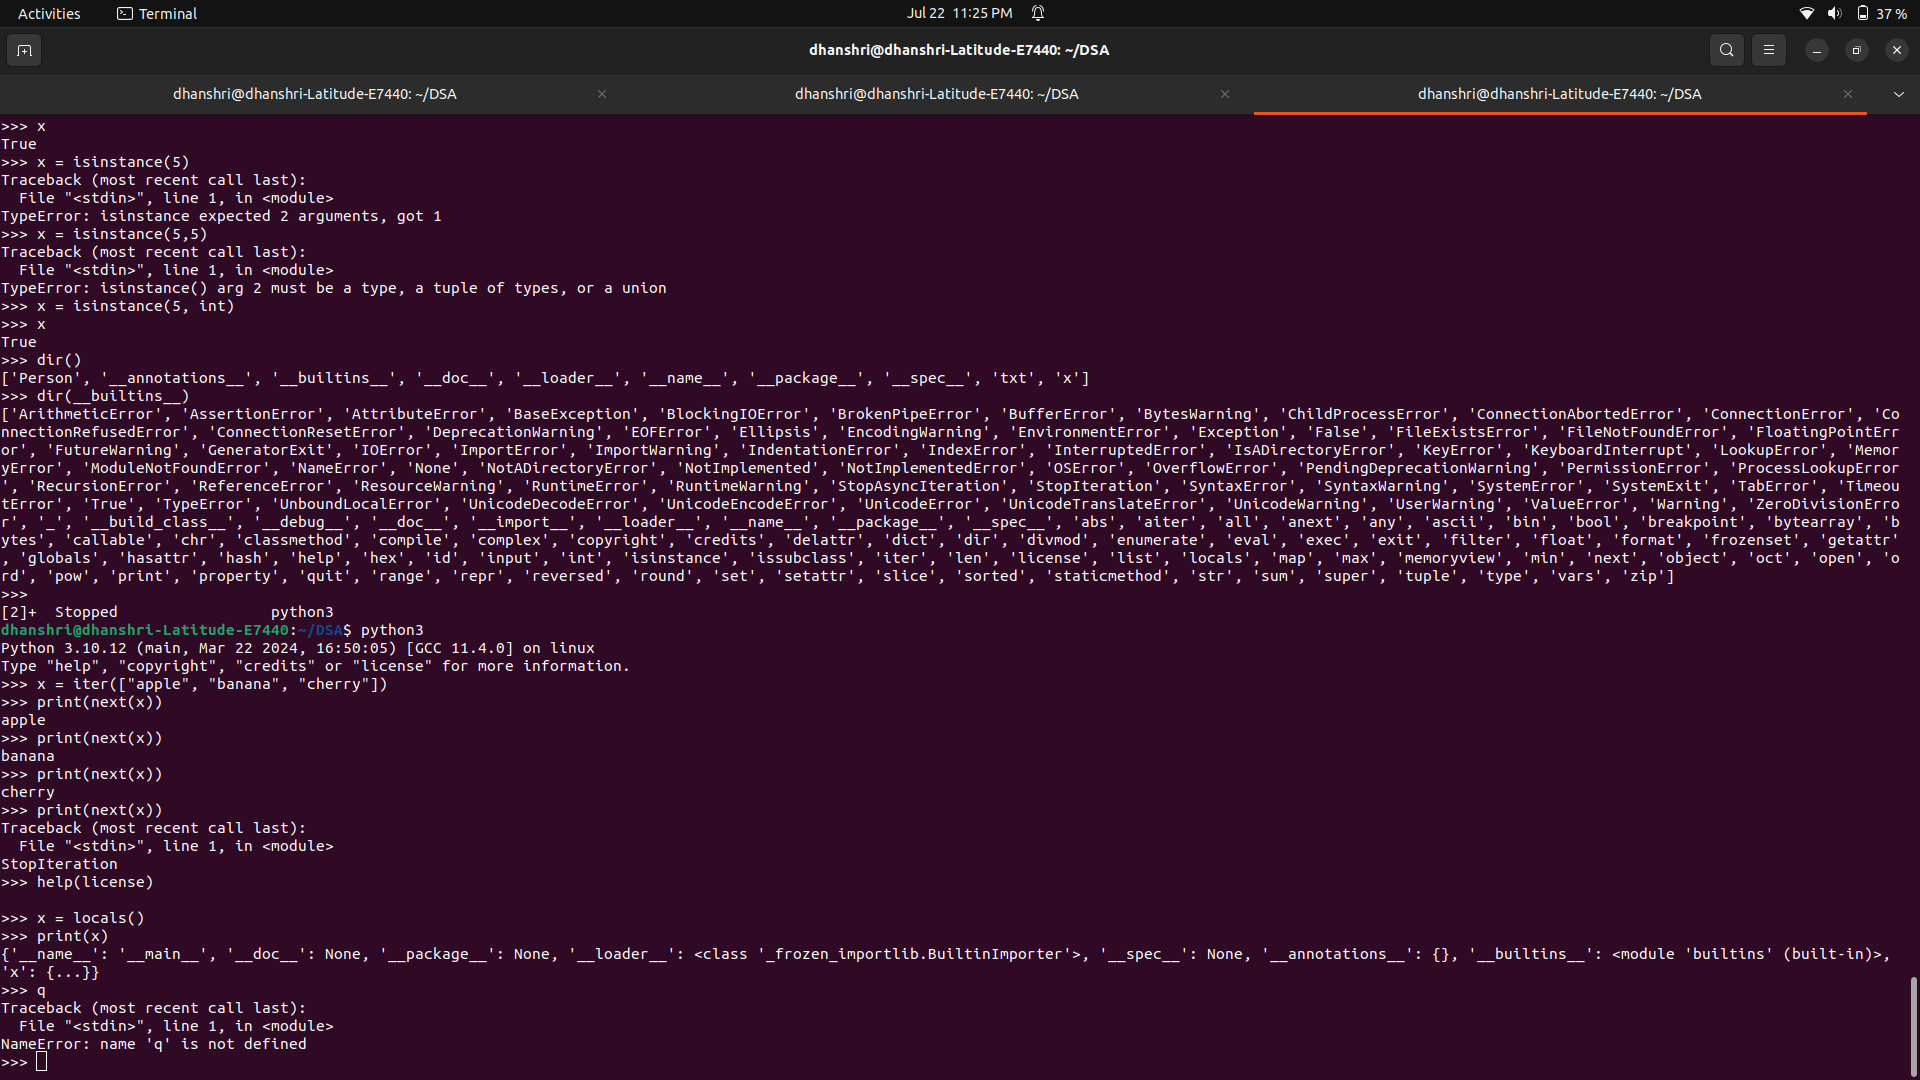 Activities Terminal Jul 22 11:25 PM 37 %
dhanshri@dhanshri-Latitude-E7440: ~/DSA
dhanshri@dhanshri-Latitude-E7440: ~/DSA dhanshri@dhanshri-Latitude-E7440: ~/DSA dhanshri@dhanshri-Latitude-E7440: ~/DSA
>>> x
True
>>> x = isinstance(5)
Traceback (most recent call last):
  File "<stdin>", line 1, in <module>
TypeError: isinstance expected 2 arguments, got 1
>>> x = isinstance(5,5)
Traceback (most recent call last):
  File "<stdin>", line 1, in <module>
TypeError: isinstance() arg 2 must be a type, a tuple of types, or a union
>>> x = isinstance(5, int)
>>> x
True
>>> dir()
['Person', '__annotations__', '__builtins__', '__doc__', '__loader__', '__name__', '__package__', '__spec__', 'txt', 'x']
>>> dir(__builtins__)
['ArithmeticError', 'AssertionError', 'AttributeError', 'BaseException', 'BlockingIOError', 'BrokenPipeError', 'BufferError', 'BytesWarning', 'ChildProcessError', 'ConnectionAbortedError', 'ConnectionError', 'Co
nnectionRefusedError', 'ConnectionResetError', 'DeprecationWarning', 'EOFError', 'Ellipsis', 'EncodingWarning', 'EnvironmentError', 'Exception', 'False', 'FileExistsError', 'FileNotFoundError', 'FloatingPointErr
or', 'FutureWarning', 'GeneratorExit', 'IOError', 'ImportError', 'ImportWarning', 'IndentationError', 'IndexError', 'InterruptedError', 'IsADirectoryError', 'KeyError', 'KeyboardInterrupt', 'LookupError', 'Memor
yError', 'ModuleNotFoundError', 'NameError', 'None', 'NotADirectoryError', 'NotImplemented', 'NotImplementedError', 'OSError', 'OverflowError', 'PendingDeprecationWarning', 'PermissionError', 'ProcessLookupError
', 'RecursionError', 'ReferenceError', 'ResourceWarning', 'RuntimeError', 'RuntimeWarning', 'StopAsyncIteration', 'StopIteration', 'SyntaxError', 'SyntaxWarning', 'SystemError', 'SystemExit', 'TabError', 'Timeou
tError', 'True', 'TypeError', 'UnboundLocalError', 'UnicodeDecodeError', 'UnicodeEncodeError', 'UnicodeError', 'UnicodeTranslateError', 'UnicodeWarning', 'UserWarning', 'ValueError', 'Warning', 'ZeroDivisionErro
r', '_', '__build_class__', '__debug__', '__doc__', '__import__', '__loader__', '__name__', '__package__', '__spec__', 'abs', 'aiter', 'all', 'anext', 'any', 'ascii', 'bin', 'bool', 'breakpoint', 'bytearray', 'b
ytes', 'callable', 'chr', 'classmethod', 'compile', 'complex', 'copyright', 'credits', 'delattr', 'dict', 'dir', 'divmod', 'enumerate', 'eval', 'exec', 'exit', 'filter', 'float', 'format', 'frozenset', 'getattr'
, 'globals', 'hasattr', 'hash', 'help', 'hex', 'id', 'input', 'int', 'isinstance', 'issubclass', 'iter', 'len', 'license', 'list', 'locals', 'map', 'max', 'memoryview', 'min', 'next', 'object', 'oct', 'open', 'o
rd', 'pow', 'print', 'property', 'quit', 'range', 'repr', 'reversed', 'round', 'set', 'setattr', 'slice', 'sorted', 'staticmethod', 'str', 'sum', 'super', 'tuple', 'type', 'vars', 'zip']
>>>
[2]+  Stopped                 python3
dhanshri@dhanshri-Latitude-E7440:~/DSA$ python3
Python 3.10.12 (main, Mar 22 2024, 16:50:05) [GCC 11.4.0] on linux
Type "help", "copyright", "credits" or "license" for more information.
>>> x = iter(["apple", "banana", "cherry"])
>>> print(next(x))
apple
>>> print(next(x))
banana
>>> print(next(x))
cherry
>>> print(next(x))
Traceback (most recent call last):
  File "<stdin>", line 1, in <module>
StopIteration
>>> help(license)

>>> x = locals()
>>> print(x)
{'__name__': '__main__', '__doc__': None, '__package__': None, '__loader__': <class '_frozen_importlib.BuiltinImporter'>, '__spec__': None, '__annotations__': {}, '__builtins__': <module 'builtins' (built-in)>,
'x': {...}}
>>> q
Traceback (most recent call last):
  File "<stdin>", line 1, in <module>
NameError: name 'q' is not defined
>>>